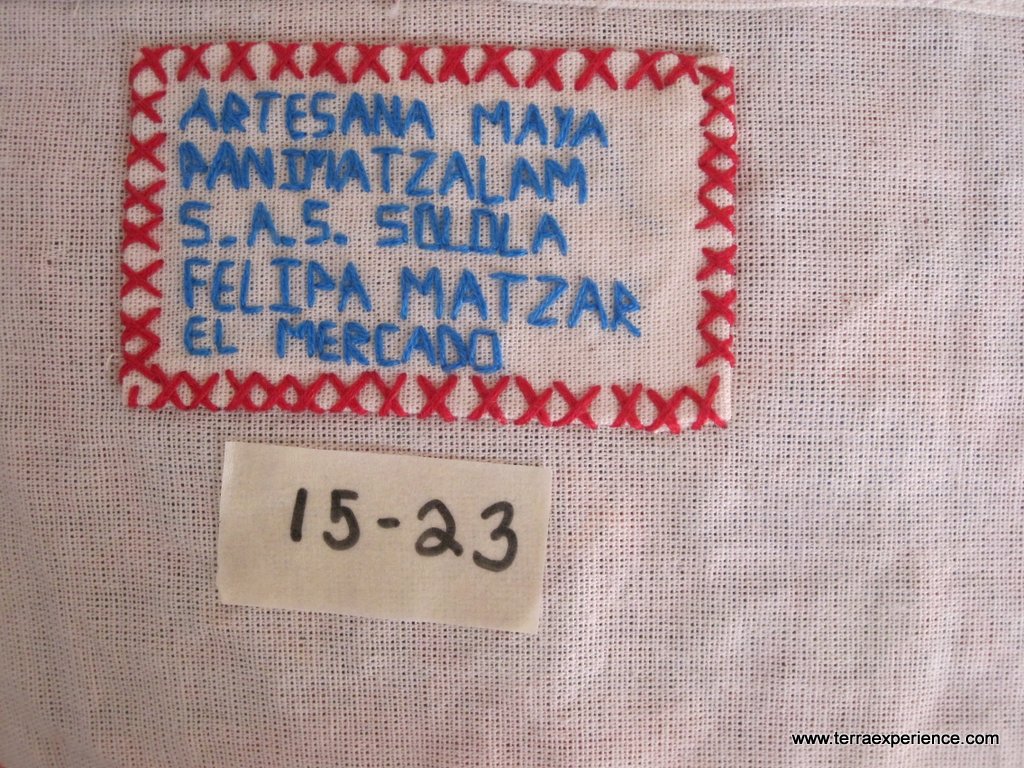 ARTESANA MAYA
PANIMATZALAM
S.A.S. SOLOLA
FELIPA MATZAR
EL MERCADO
15-23
www.terraexperience.com